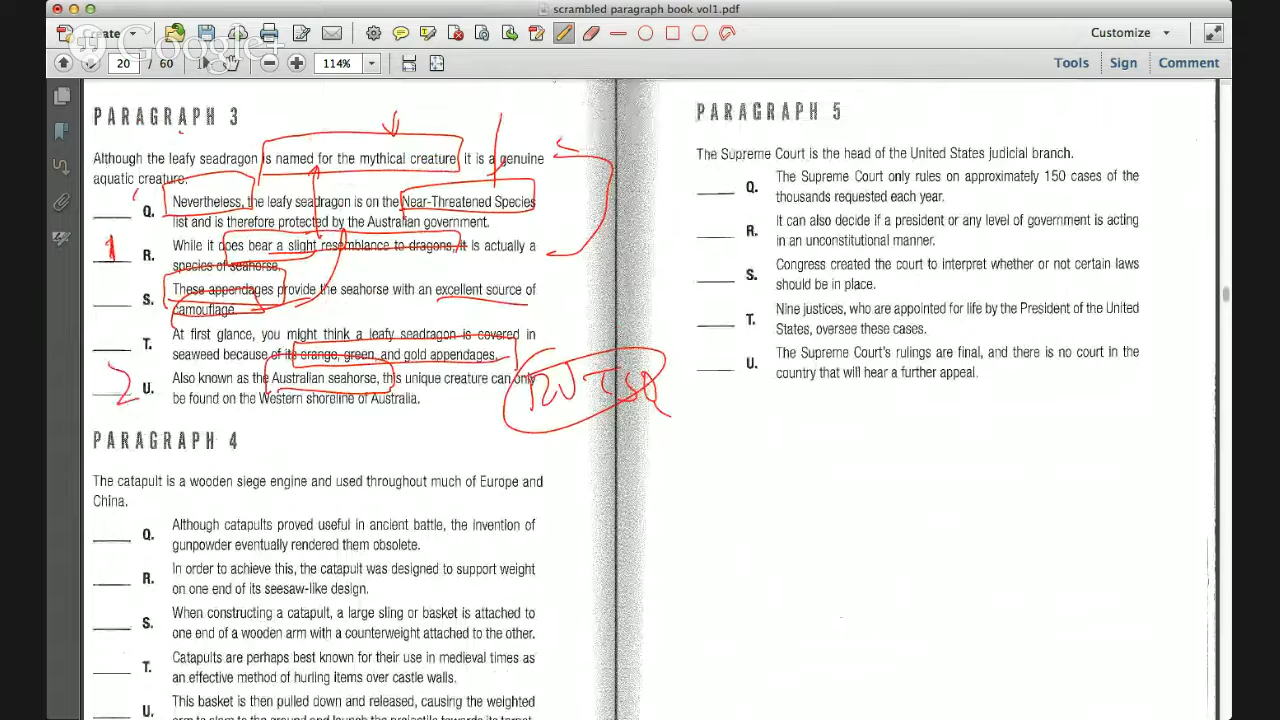 scrambled paragraph book vol1.pdf
Create
Google+
Customize
20 / 60
114%
Tools
Sign
Comment
PARAGRAPH 3
Although the leafy seadragon is named for the mythical creature, it is a genuine
aquatic creature.
Q. Nevertheless, the leafy seadragon is on the Near-Threatened Species
list and is therefore protected by the Australian government.
1 R. While it does bear a slight resemblance to dragons, it is actually a
species of seahorse.
S. These appendages provide the seahorse with an excellent source of
camouflage.
T. At first glance, you might think a leafy seadragon is covered in
seaweed because of its orange, green, and gold appendages.
2 U. Also known as the Australian seahorse, this unique creature can only
be found on the Western shoreline of Australia.
RUTSQ
PARAGRAPH 4
The catapult is a wooden siege engine and used throughout much of Europe and
China.
Q. Although catapults proved useful in ancient battle, the invention of
gunpowder eventually rendered them obsolete.
R. In order to achieve this, the catapult was designed to support weight
on one end of its seesaw-like design.
S. When constructing a catapult, a large sling or basket is attached to
one end of a wooden arm with a counterweight attached to the other.
T. Catapults are perhaps best known for their use in medieval times as
an effective method of hurling items over castle walls.
U. This basket is then pulled down and released, causing the weighted
arm to slam to the ground and launch the projectile towards its target.
PARAGRAPH 5
The Supreme Court is the head of the United States judicial branch.
Q. The Supreme Court only rules on approximately 150 cases of the
thousands requested each year.
R. It can also decide if a president or any level of government is acting
in an unconstitutional manner.
S. Congress created the court to interpret whether or not certain laws
should be in place.
T. Nine justices, who are appointed for life by the President of the United
States, oversee these cases.
U. The Supreme Court's rulings are final, and there is no court in the
country that will hear a further appeal.